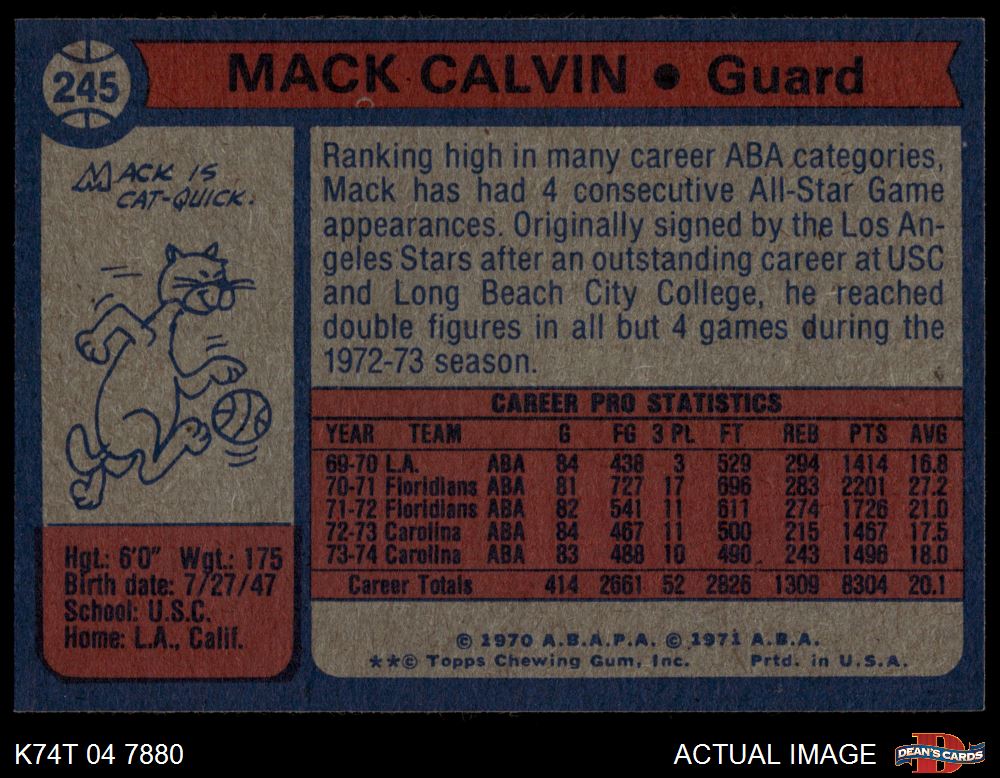 245
MACK CALVIN • Guard
MACK IS
CAT-QUICK.
Ranking high in many career ABA categories,
Mack has had 4 consecutive All-Star Game
appearances. Originally signed by the Los An-
geles Stars after an outstanding career at USC
and Long Beach City College, he reached
double figures in all but 4 games during the
1972-73 season.
CAREER PRO STATISTICS
YEAR TEAM G FG 3 Pt. FT REB PTS AVG
69-70 L.A. ABA 84 438 3 529 294 1414 16.8
70-71 Floridians ABA 81 727 17 696 283 2201 27.2
71-72 Floridians ABA 82 541 11 611 274 1726 21.0
72-73 Carolina ABA 84 467 11 500 215 1467 17.5
73-74 Carolina ABA 83 488 10 490 243 1496 18.0
Career Totals 414 2661 52 2826 1309 8304 20.1
Hgt.: 6'0" Wgt.: 175
Birth date: 7/27/47
School: U.S.C.
Home: L.A., Calif.
© 1970 A.B.A.P.A. © 1971 A.B.A.
**© Topps Chewing Gum, Inc. Prtd. in U.S.A.
K74T 04 7880
ACTUAL IMAGE
DEAN'S CARDS